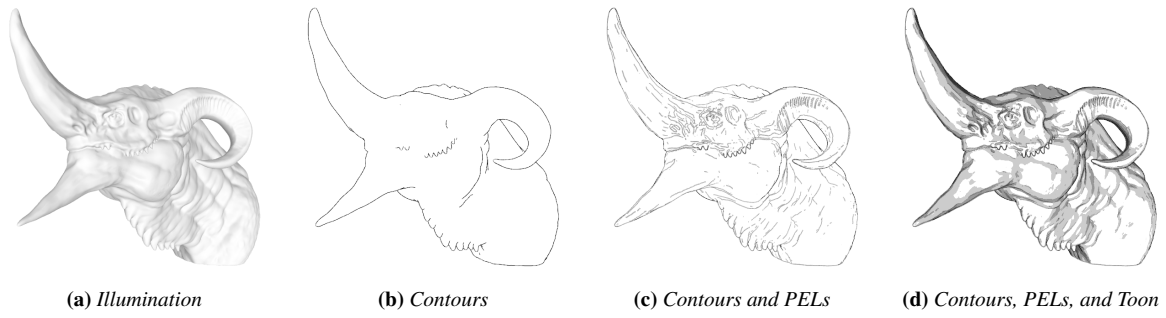 (a) Illumination
(b) Contours
(c) Contours and PELs
(d) Contours, PELs, and Toon